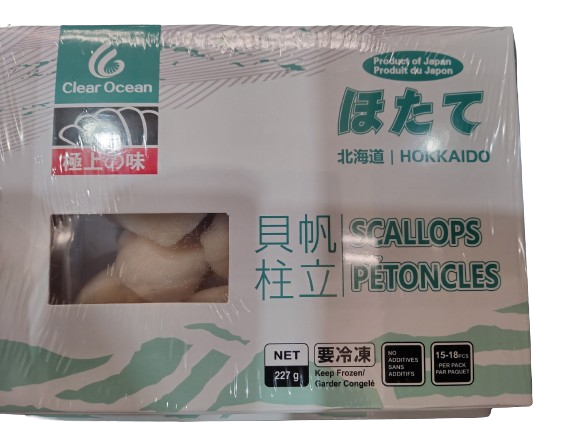 Clear Ocean
極上の味
Product of Japan
Produit du Japon
ほたて
北海道 | HOKKAIDO
帆立
貝柱
SCALLOPS
PÉTONCLES
NET
227 g
要冷凍
Keep Frozen/
Garder Congelé
NO
ADDITIVES
SANS
ADDITIFS
15-18PCS
PER PACK
PAR PAQUET